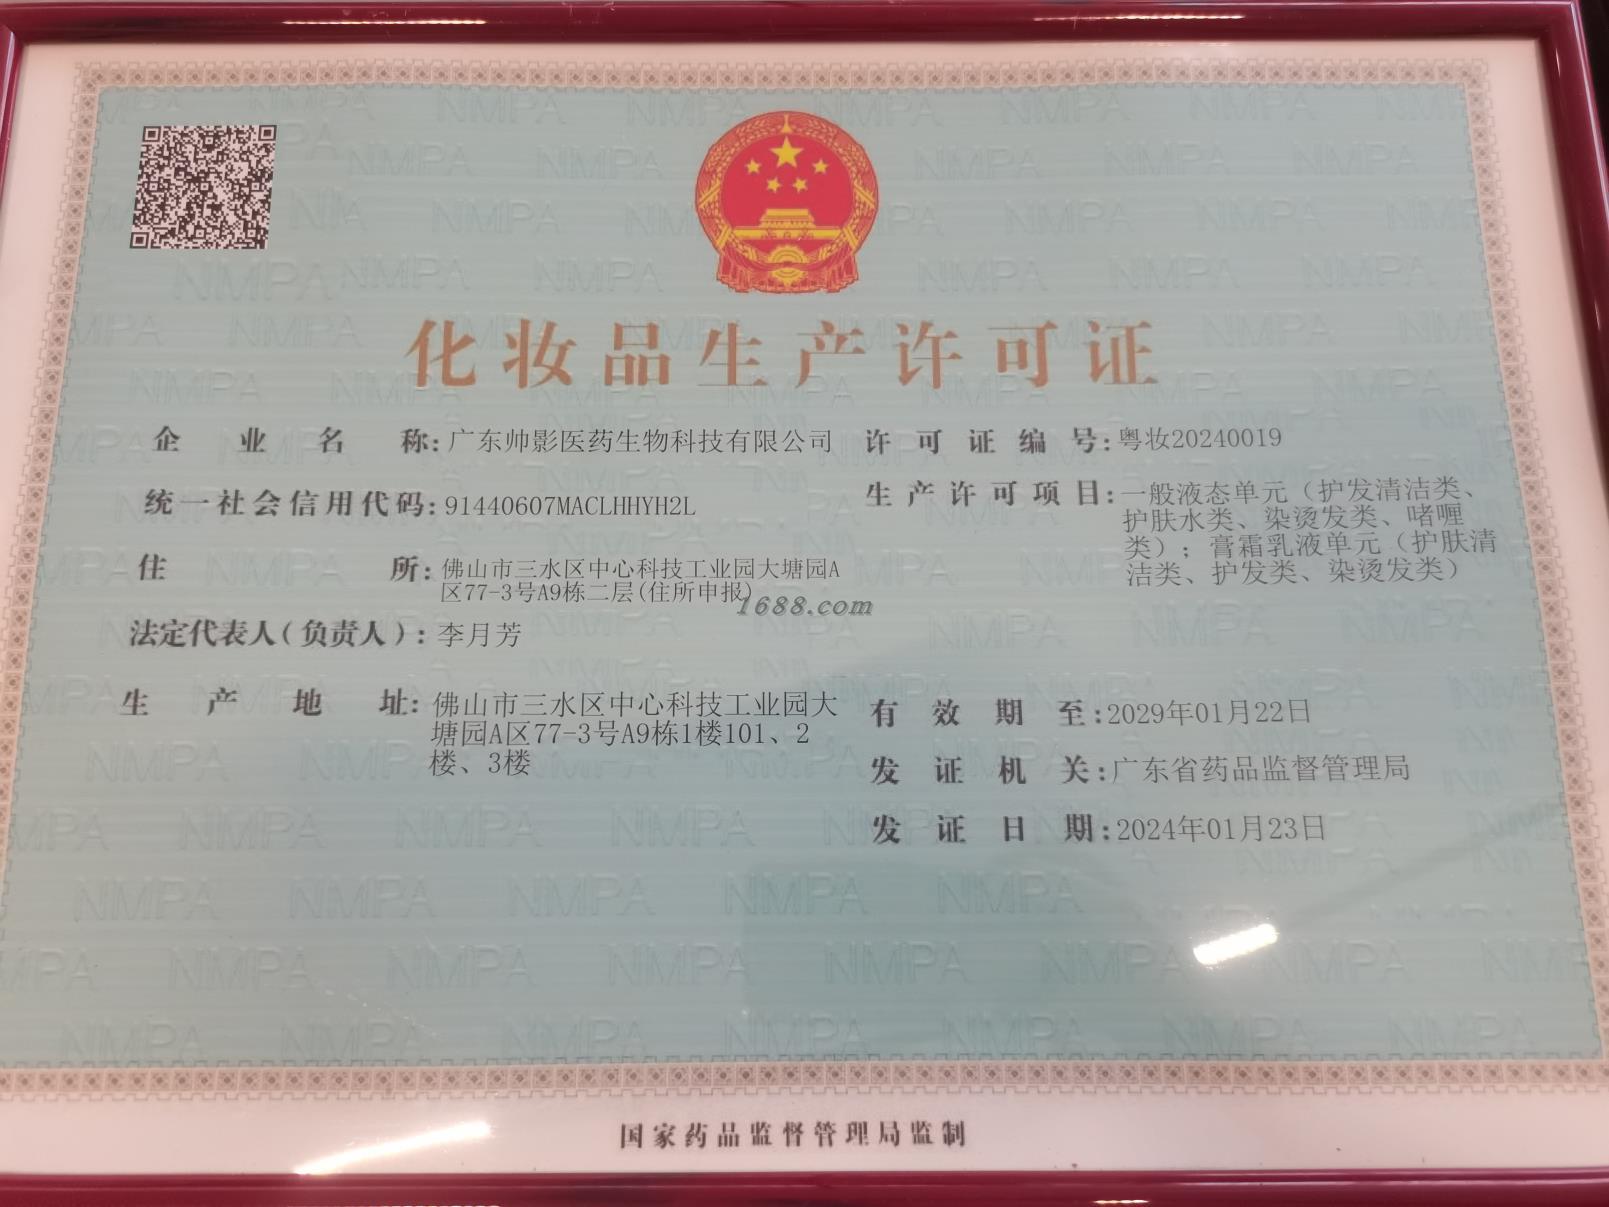 化妆品生产许可证
企业名称:广东帅影医药生物科技有限公司
统一社会信用代码:91440607MACLHHYH2L
住所:佛山市三水区中心科技工业园大塘园A
区77-3号A9栋二层(住所申报)
法定代表人(负责人):李月芳
生产地址:佛山市三水区中心科技工业园大
塘园A区77-3号A9栋1楼101、2
楼、3楼
许可证编号:粤妆20240019
生产许可项目:一般液态单元（护发清洁类、
护肤水类、染烫发类、啫喱
类）；膏霜乳液单元（护肤清
洁类、护发类、染烫发类）
有效期至:2029年01月22日
发证机关:广东省药品监督管理局
发证日期:2024年01月23日
1688.com
国家药品监督管理局监制